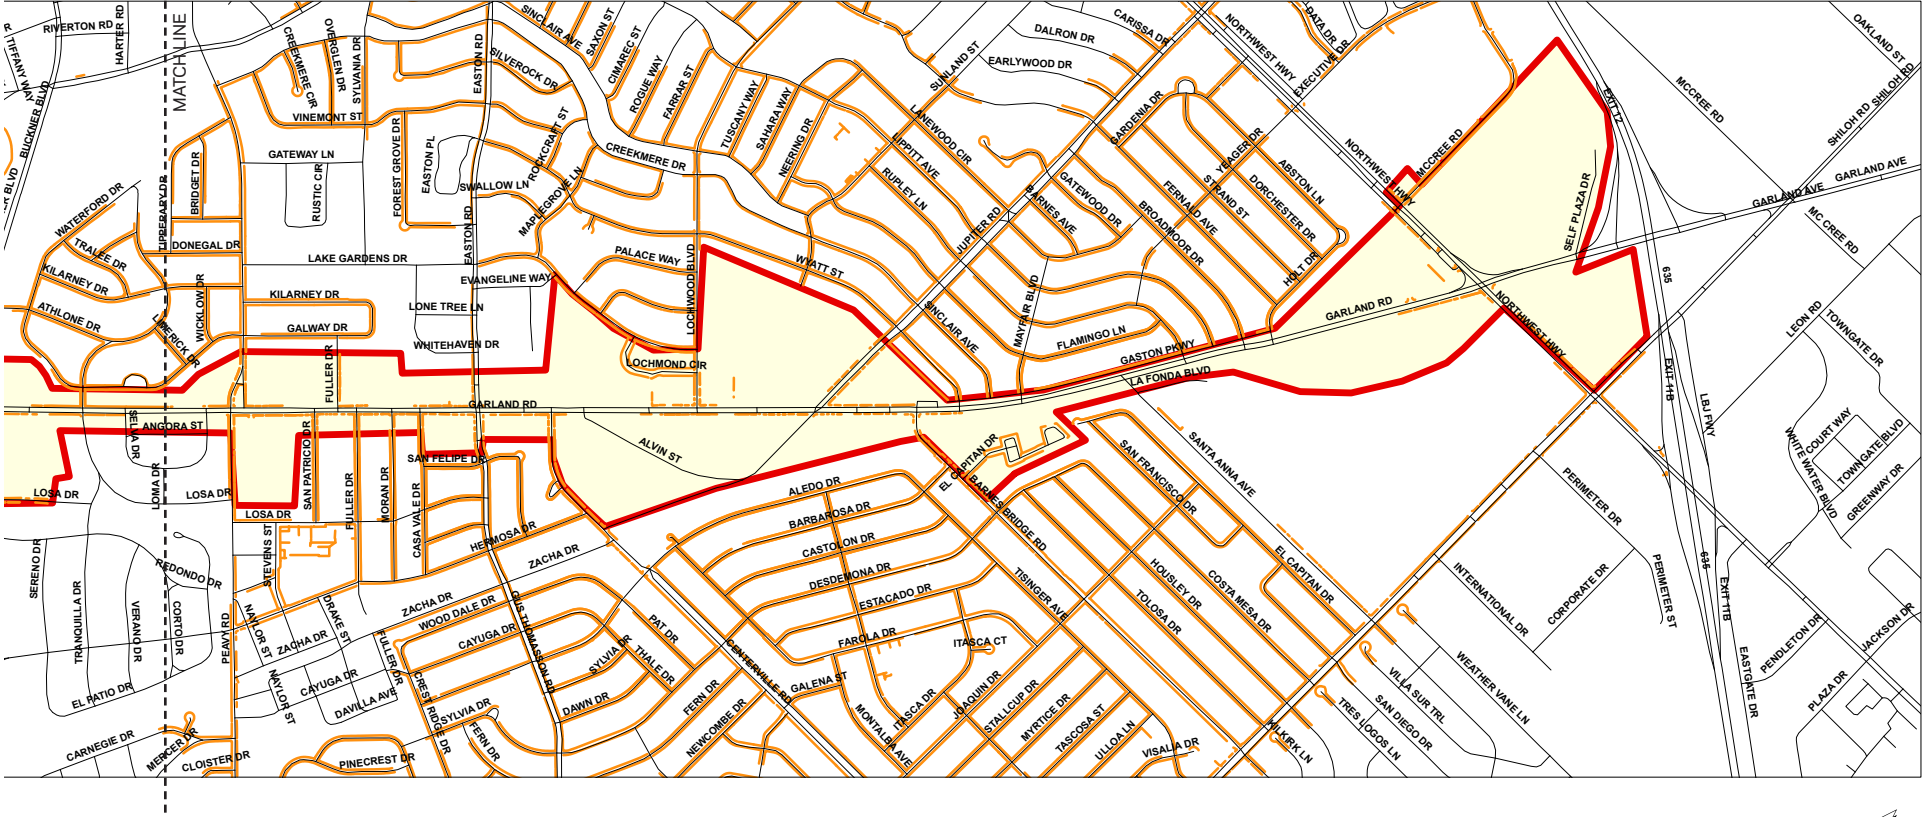 RIVERTON RD
HARTER RD
TIFFANY WAY
BUCKNER BLVD
MATCHLINE
CREEKMERE CIR
OVERGLEN DR
SYLVANIA DR
VINEMONT ST
EASTON RD
SILVEROCK DR
SINCLAIR AVE
SAXON ST
CIMAREC ST
ROGUE WAY
FARRAR ST
TUSCANY WAY
SAHARA WAY
NEERING DR
SUNLAND ST
DALRON DR
EARLYWOOD DR
CARISSA DR
NORTHWEST HWY
DATA DR
EXECUTIVE DR
EXIT 12
MCCREE RD
OAKLAND ST
SHILOH RD
SHILOH RD
GATEWAY LN
RUSTIC CIR
FOREST GROVE DR
EASTON PL
ROCKCRAFT ST
CREEKMERE DR
SWALLOW LN
MAPLEGROVE LN
LANEWOOD CIR
LIPPITT AVE
RUPLEY LN
GARDENIA DR
YEAGER DR
NORTHWEST HWY
MCCREE RD
ABSTON LN
DORCHESTER DR
STRAND ST
FERNALD AVE
BROADMOOR DR
GATEWOOD DR
BARNES AVE
JUPITER RD
SELF PLAZA DR
GARLAND AVE
GARLAND AVE
MC CREE RD
WATERFORD DR
TIPPERARY DR
BRIDGET DR
DONEGAL DR
TRALEE DR
KILARNEY DR
ATHLONE DR
WICKLOW DR
LIMERICK DR
LAKE GARDENS DR
KILARNEY DR
GALWAY DR
EASTON RD
EVANGELINE WAY
LONE TREE LN
WHITEHAVEN DR
PALACE WAY
LOCHWOOD BLVD
WYATT ST
SINCLAIR AVE
MAYFAIR BLVD
FLAMINGO LN
HOLT DR
GARLAND RD
GASTON PKWY
LA FONDA BLVD
NORTHWEST HWY
635
EXIT 11B
LEON RD
TOWNGATE DR
FULLER DR
LOCHMOND CIR
GARLAND RD
SELVA DR
ANGORA ST
LOMA DR
LOSA DR
LOSA DR
LOSA DR
SAN PATRICIO DR
FULLER DR
MORAN DR
CASA VALE DR
SAN FELIPE DR
ALVIN ST
EL CAPITAN DR
BARNES BRIDGE RD
SAN FRANCISCO DR
SANTA ANNA AVE
LBJ FWY
WHITE WATER BLVD
COURT WAY
TOWNGATE BLVD
GREENWAY DR
PERIMETER DR
PERIMETER ST
ALEDO DR
BARBAROSA DR
CASTOLON DR
DESDEMONA DR
ESTACADO DR
FAROLA DR
ITASCA CT
TISINGER AVE
HOUSLEY DR
TOLOSA DR
COSTA MESA DR
EL CAPITAN DR
INTERNATIONAL DR
CORPORATE DR
635
EXIT 11B
EASTGATE DR
PENDLETON DR
JACKSON DR
PLAZA DR
SERENO DR
TRANQUILLA DR
VERANO DR
REDONDO DR
CORTO DR
EL PATIO DR
PEAVY RD
STEVENS ST
NAYLOR ST
NAYLOR ST
ZACHA DR
DRAKE ST
CAYUGA DR
DAVILLA AVE
FULLER DR
CREST RIDGE DR
HERMOSA DR
ZACHA DR
ZACHA DR
WOOD DALE DR
CAYUGA DR
GUS THOMASSON RD
SYLVIA DR
SYLVIA DR
FERN DR
DAWN DR
PAT DR
THALE DR
CENTERVILLE RD
FERN DR
NEWCOMBE DR
GALENA ST
MONTALBA AVE
ITASCA DR
JOAQUIN DR
STALLCUP DR
MYRTICE DR
TASCOSA ST
ULLOA LN
VISALIA DR
KILKIRK LN
TRES LOGOS LN
SAN DIEGO DR
VILLA SUR TRL
WEATHER VANE LN
CARNEGIE DR
MERCER DR
CLOISTER DR
PINECREST DR